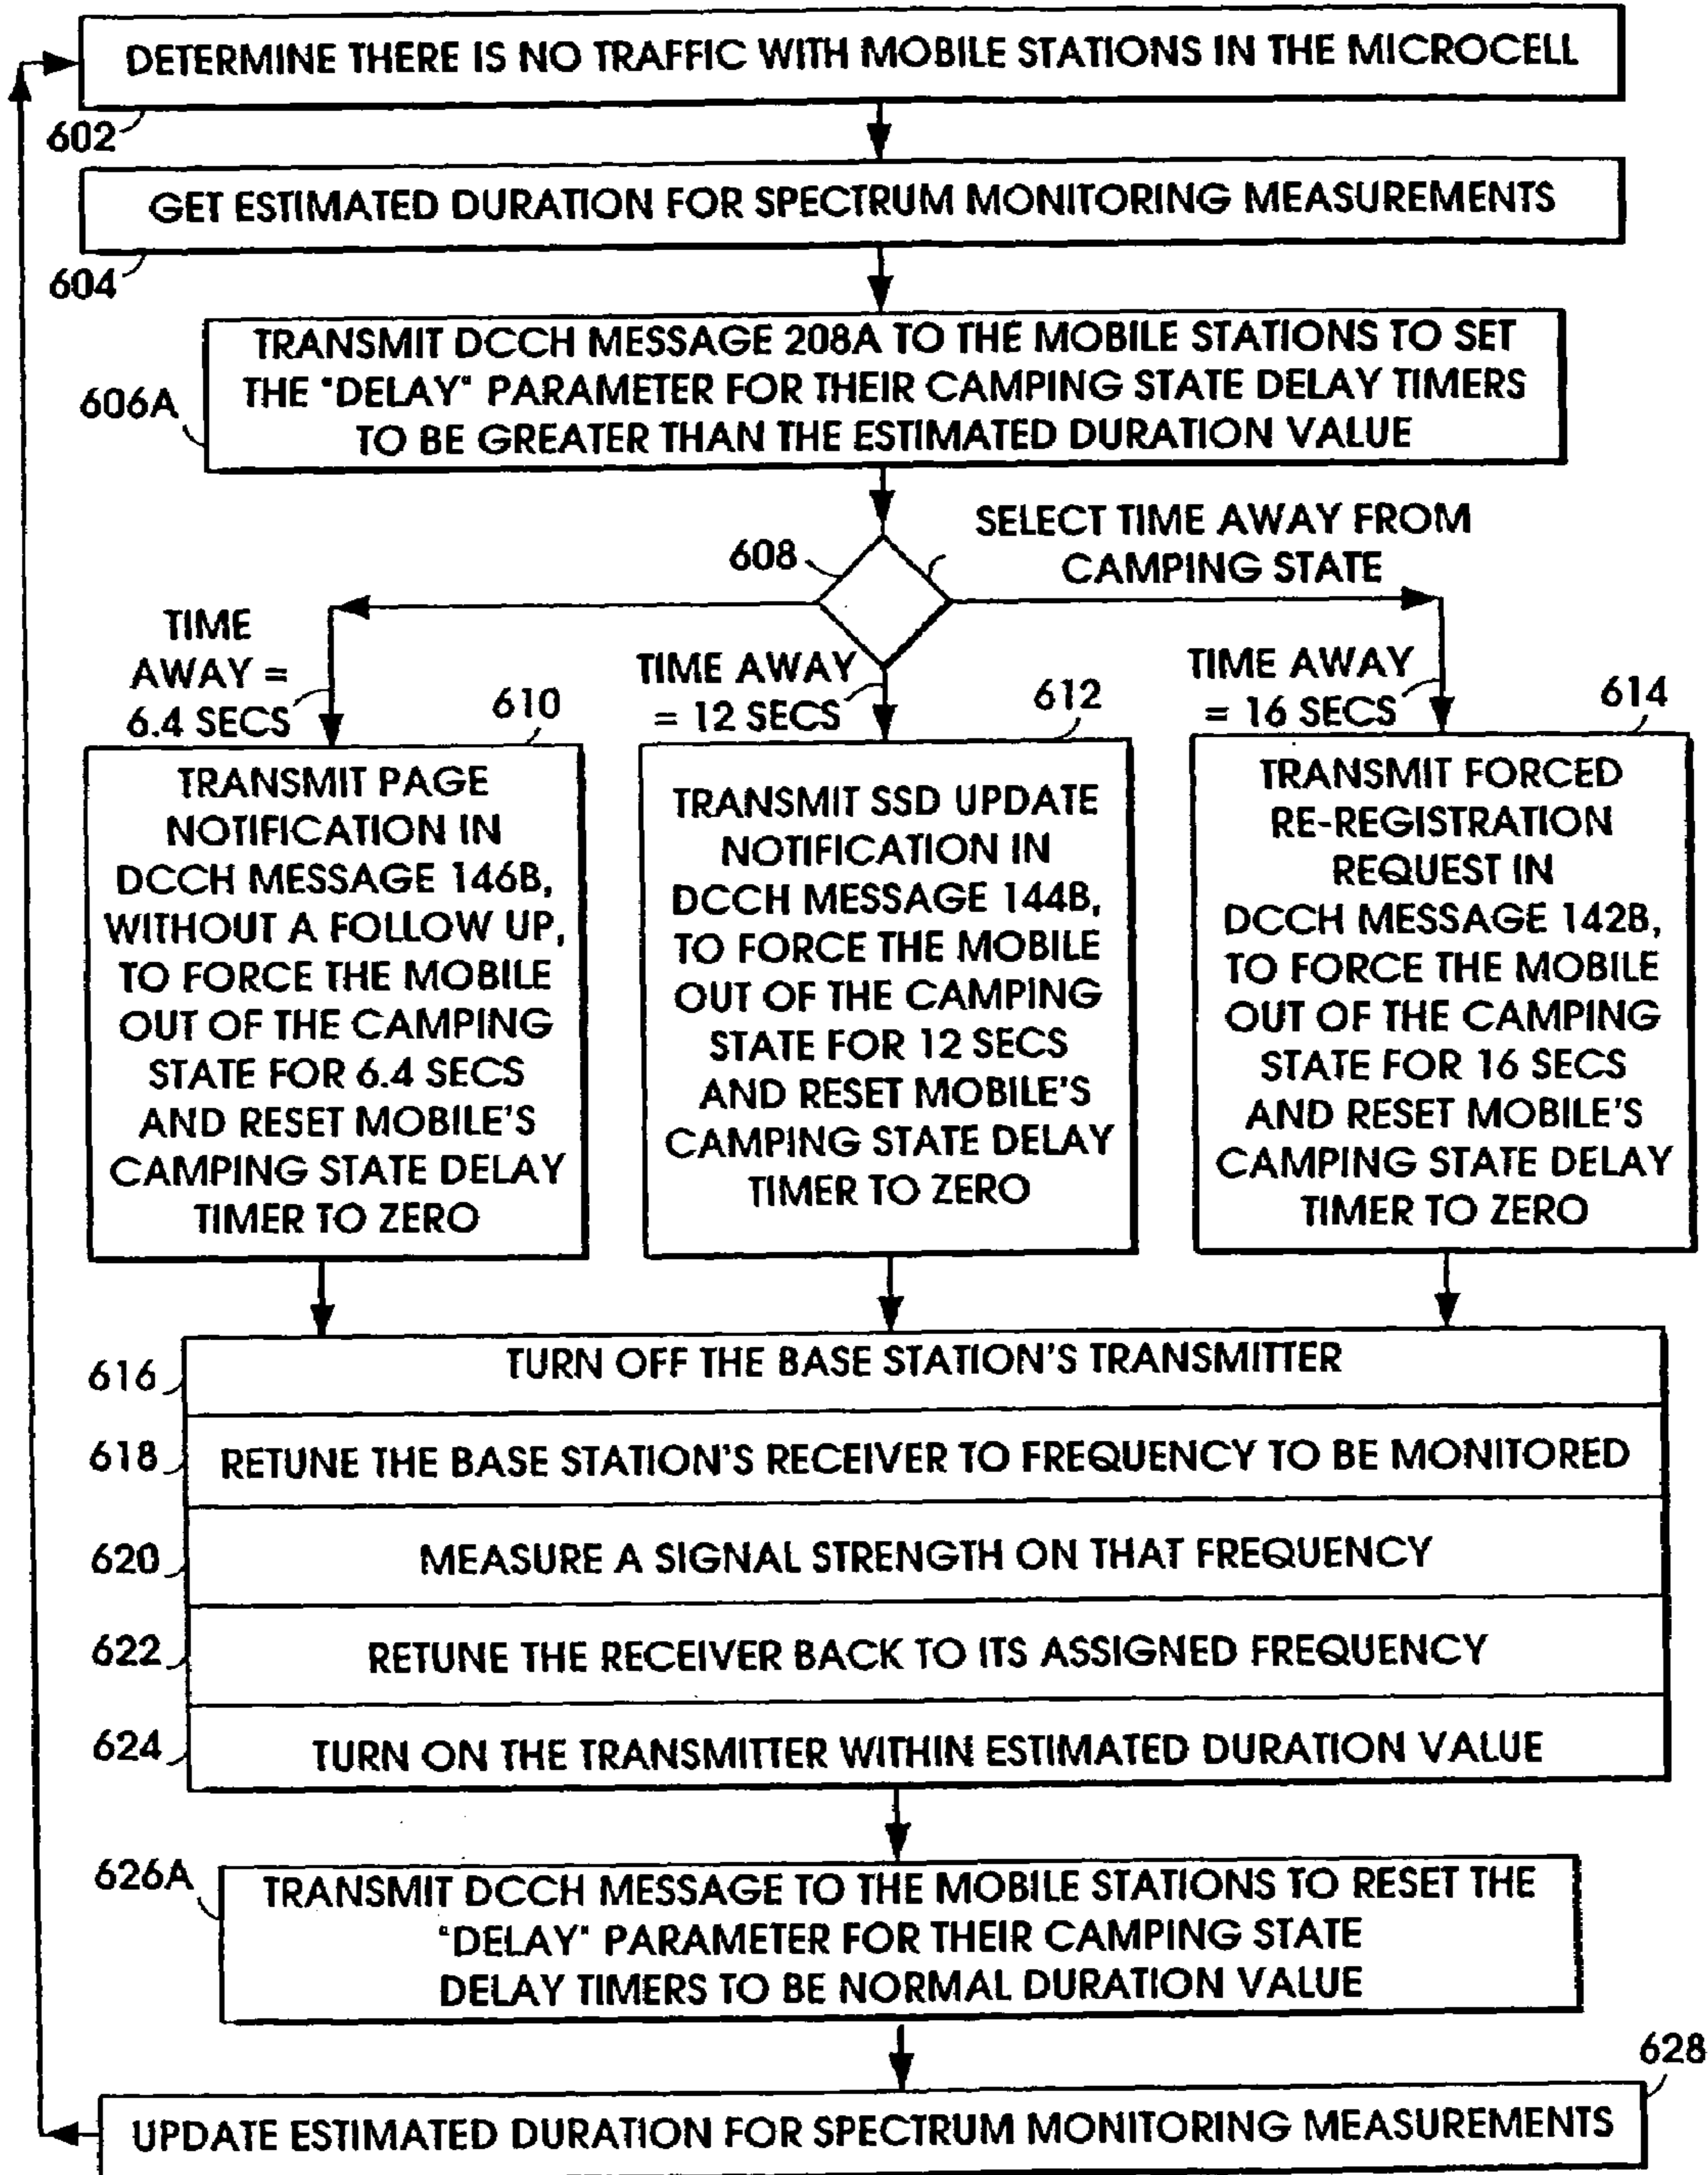 DETERMINE THERE IS NO TRAFFIC WITH MOBILE STATIONS IN THE MICROCELL
602
GET ESTIMATED DURATION FOR SPECTRUM MONITORING MEASUREMENTS
604
TRANSMIT DCCH MESSAGE 208A TO THE MOBILE STATIONS TO SET
THE "DELAY" PARAMETER FOR THEIR CAMPING STATE DELAY TIMERS
TO BE GREATER THAN THE ESTIMATED DURATION VALUE
606A
608
SELECT TIME AWAY FROM
CAMPING STATE
TIME
AWAY =
6.4 SECS
610
TRANSMIT PAGE
NOTIFICATION IN
DCCH MESSAGE 146B,
WITHOUT A FOLLOW UP,
TO FORCE THE MOBILE
OUT OF THE CAMPING
STATE FOR 6.4 SECS
AND RESET MOBILE'S
CAMPING STATE DELAY
TIMER TO ZERO
TIME AWAY
= 12 SECS
612
TRANSMIT SSD UPDATE
NOTIFICATION IN
DCCH MESSAGE 144B,
TO FORCE THE MOBILE
OUT OF THE CAMPING
STATE FOR 12 SECS
AND RESET MOBILE'S
CAMPING STATE DELAY
TIMER TO ZERO
TIME AWAY
= 16 SECS
614
TRANSMIT FORCED
RE-REGISTRATION
REQUEST IN
DCCH MESSAGE 142B,
TO FORCE THE MOBILE
OUT OF THE CAMPING
STATE FOR 16 SECS
AND RESET MOBILE'S
CAMPING STATE DELAY
TIMER TO ZERO
616
TURN OFF THE BASE STATION'S TRANSMITTER
618
RETUNE THE BASE STATION'S RECEIVER TO FREQUENCY TO BE MONITORED
620
MEASURE A SIGNAL STRENGTH ON THAT FREQUENCY
622
RETUNE THE RECEIVER BACK TO ITS ASSIGNED FREQUENCY
624
TURN ON THE TRANSMITTER WITHIN ESTIMATED DURATION VALUE
626A
TRANSMIT DCCH MESSAGE TO THE MOBILE STATIONS TO RESET THE
"DELAY" PARAMETER FOR THEIR CAMPING STATE
DELAY TIMERS TO BE NORMAL DURATION VALUE
628
UPDATE ESTIMATED DURATION FOR SPECTRUM MONITORING MEASUREMENTS